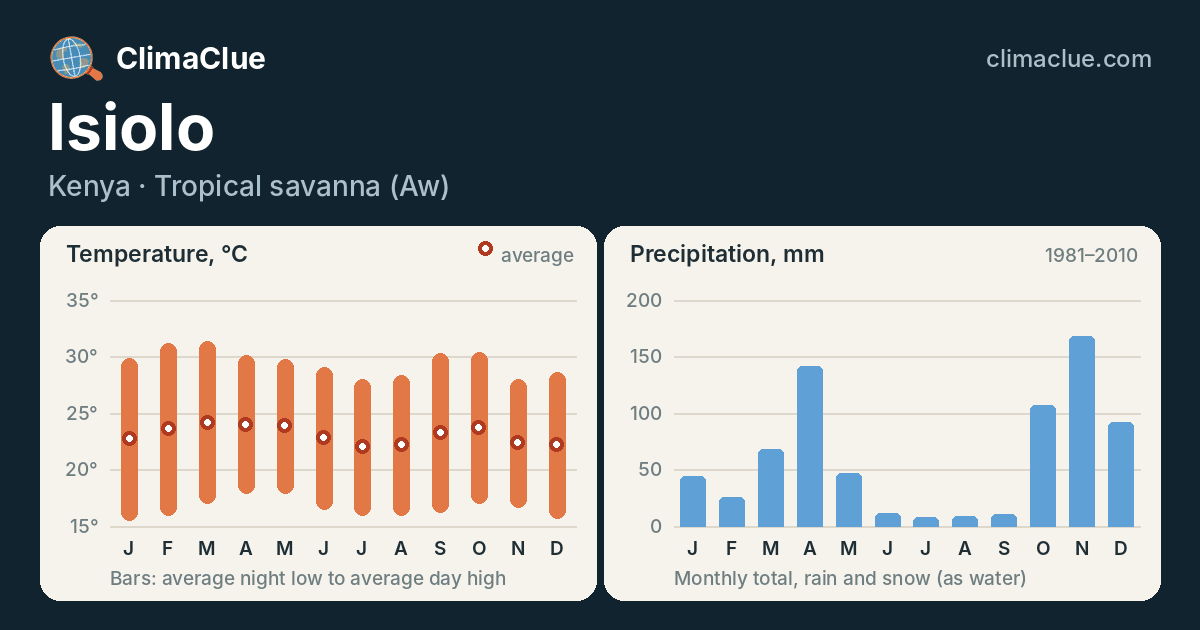 ClimaClue
climaclue.com
Isiolo
Kenya · Tropical savanna (Aw)
Temperature, °C
average
35°
30°
25°
20°
15°
J F M A M J J A S O N D
Bars: average night low to average day high
Precipitation, mm
1981–2010
200
150
100
50
0
J F M A M J J A S O N D
Monthly total, rain and snow (as water)